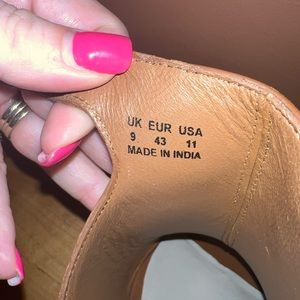 UK EUR USA
9 43 11
MADE IN INDIA